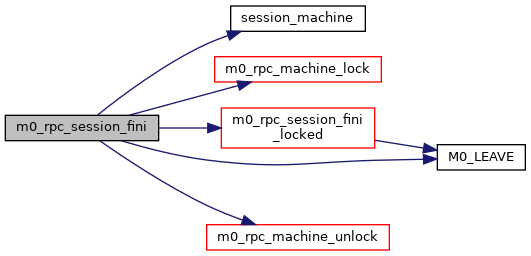 session_machine
m0_rpc_machine_lock
m0_rpc_session_fini
m0_rpc_session_fini
_locked
M0_LEAVE
m0_rpc_machine_unlock